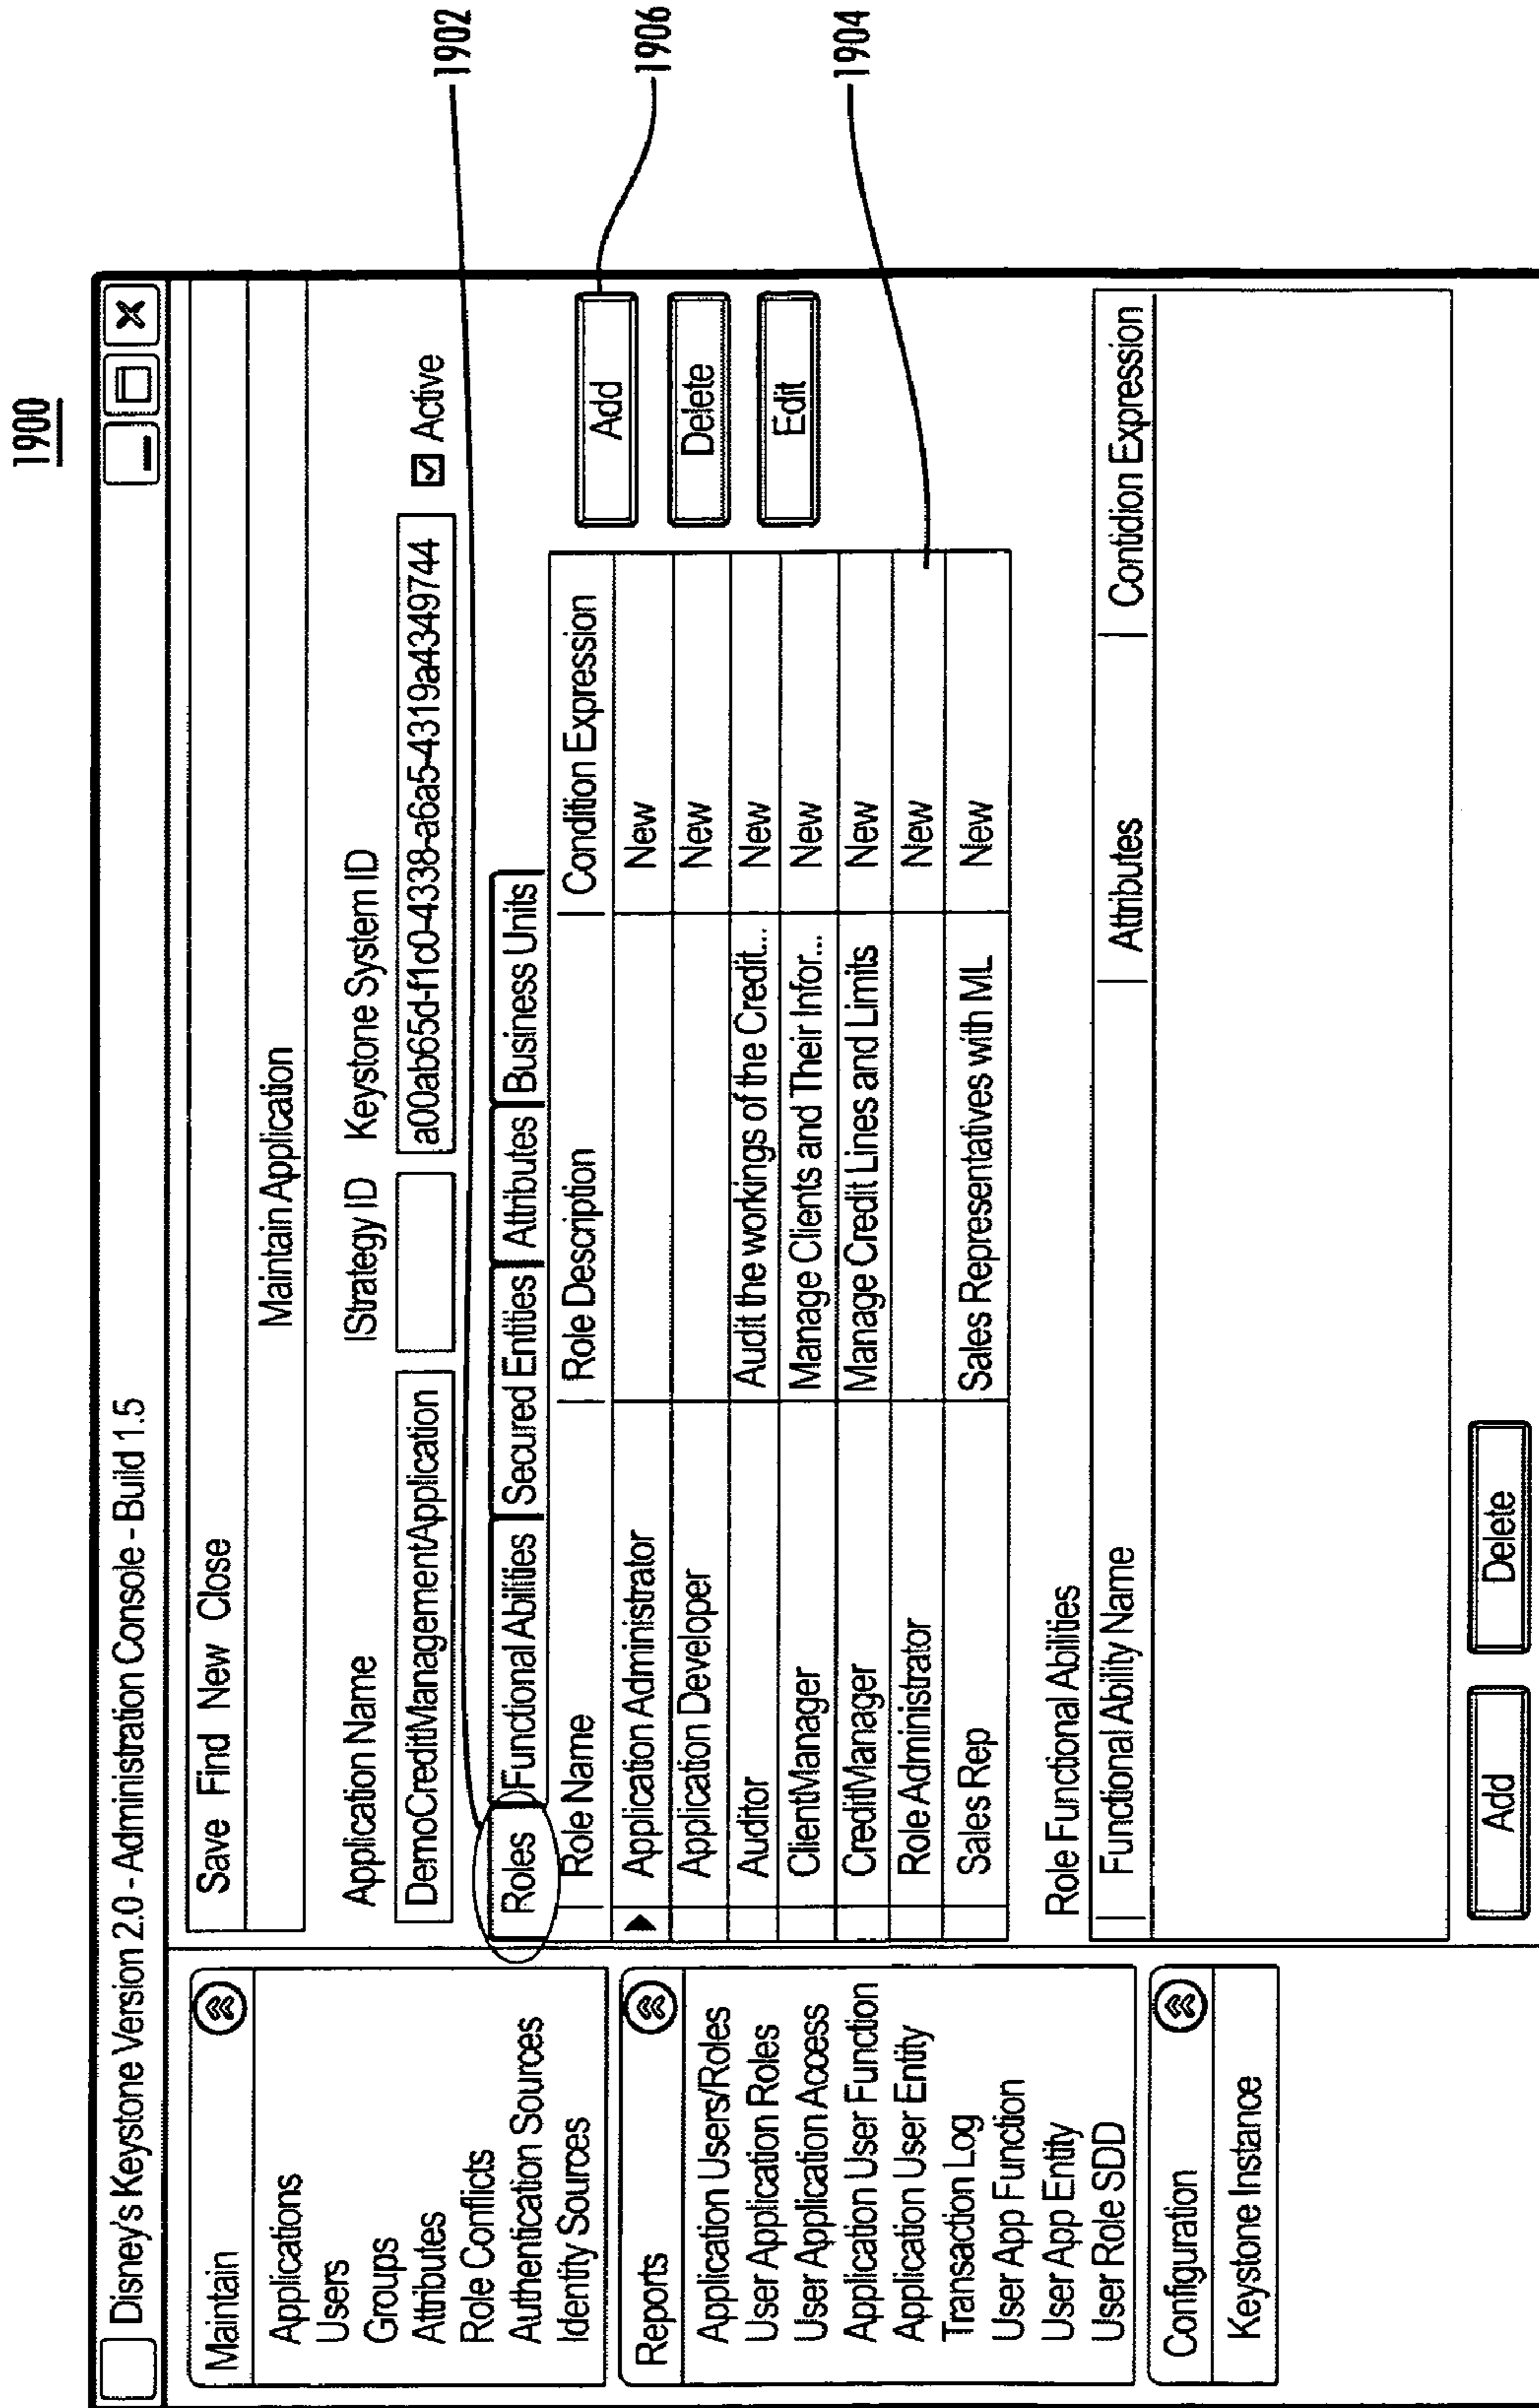 1900
Disney's Keystone Version 2.0 - Administration Console - Build 1.5
Maintain
Applications
Users
Groups
Attributes
Role Conflicts
Authentication Sources
Identity Sources
Reports
Application Users/Roles
User Application Roles
User Application Access
Application User Function
Application User Entity
Transaction Log
User App Function
User App Entity
User Role SDD
Configuration
Keystone Instance
Save Find New Close
Maintain Application
Application Name IStrategy ID Keystone System ID
DemoCreditManagementApplication a00ab65d-f1c0-4338-a6a5-4319a4349744 Active
Roles Functional Abilities Secured Entities Attributes Business Units
Role Name Role Description Condition Expression
Application Administrator New
Application Developer New
Auditor Audit the workings of the Credit... New
ClientManager Manage Clients and Their Infor... New
CreditManager Manage Credit Lines and Limits New
Role Administrator New
Sales Rep Sales Representatives with ML New
Add
Delete
Edit
Role Functional Abilities
Functional Ability Name Attributes Contidion Expression
Add Delete
1902
1906
1904